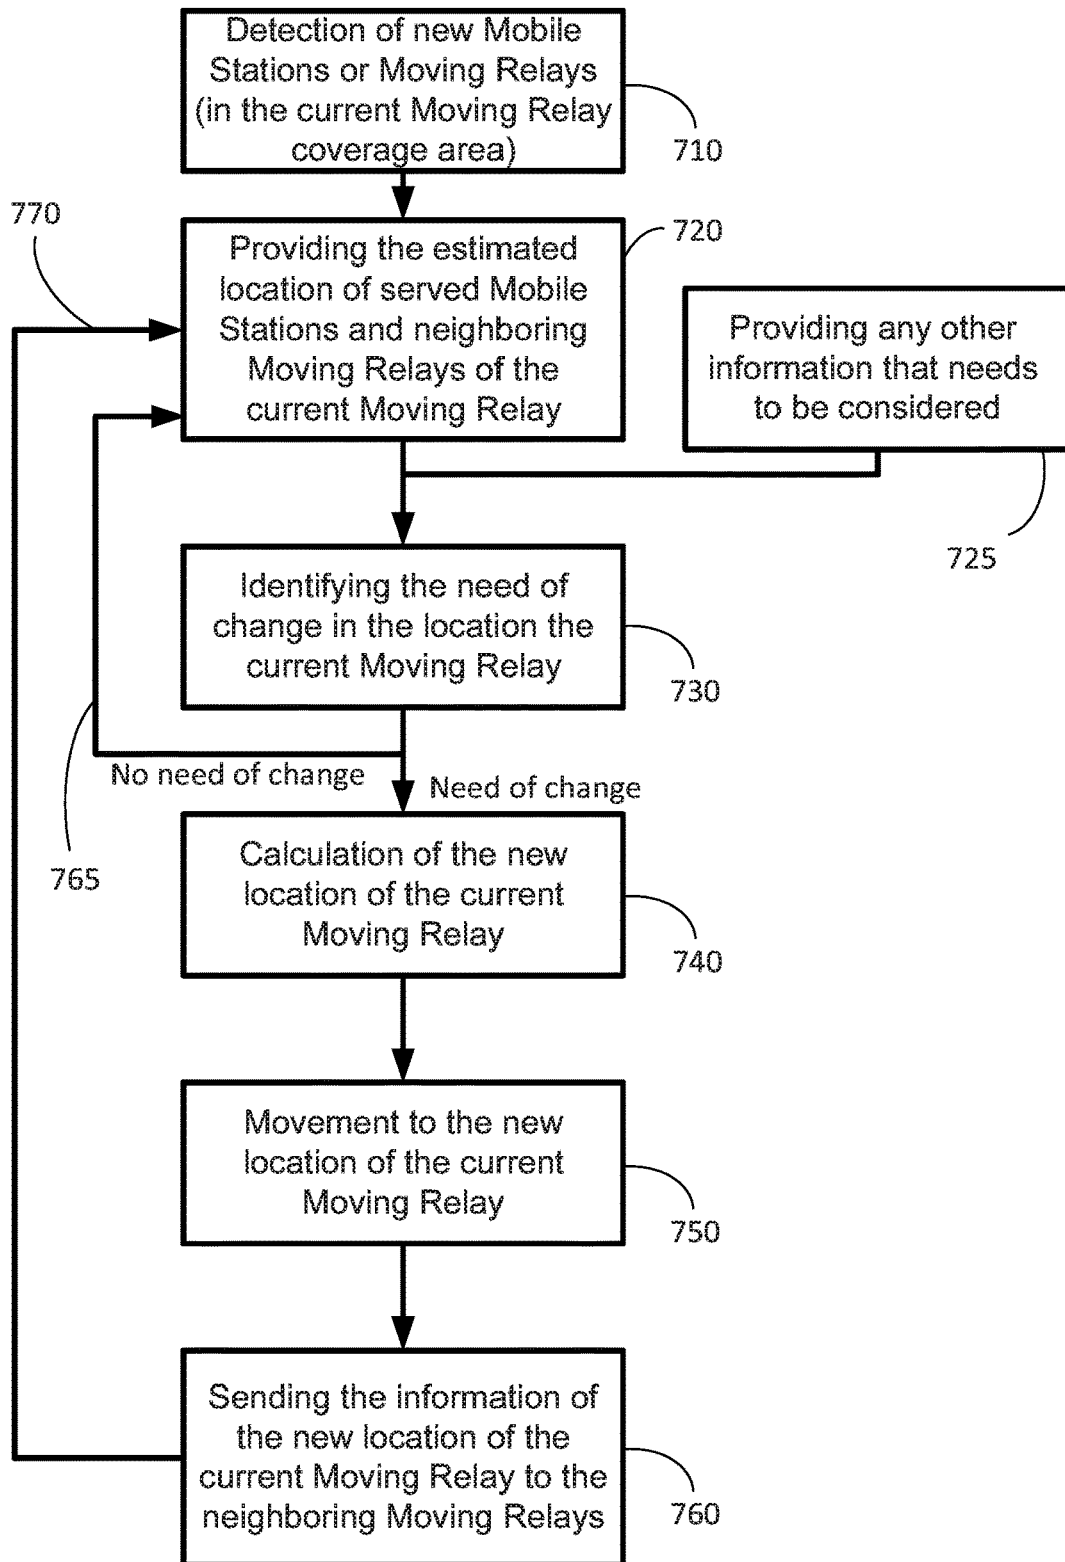 Detection of new Mobile
Stations or Moving Relays
(in the current Moving Relay
coverage area)
710
770
Providing the estimated
location of served Mobile
Stations and neighboring
Moving Relays of the
current Moving Relay
720
Providing any other
information that needs
to be considered
725
Identifying the need of
change in the location the
current Moving Relay
730
No need of change
Need of change
765
Calculation of the new
location of the current
Moving Relay
740
Movement to the new
location of the current
Moving Relay
750
Sending the information of
the new location of the
current Moving Relay to the
neighboring Moving Relays
760